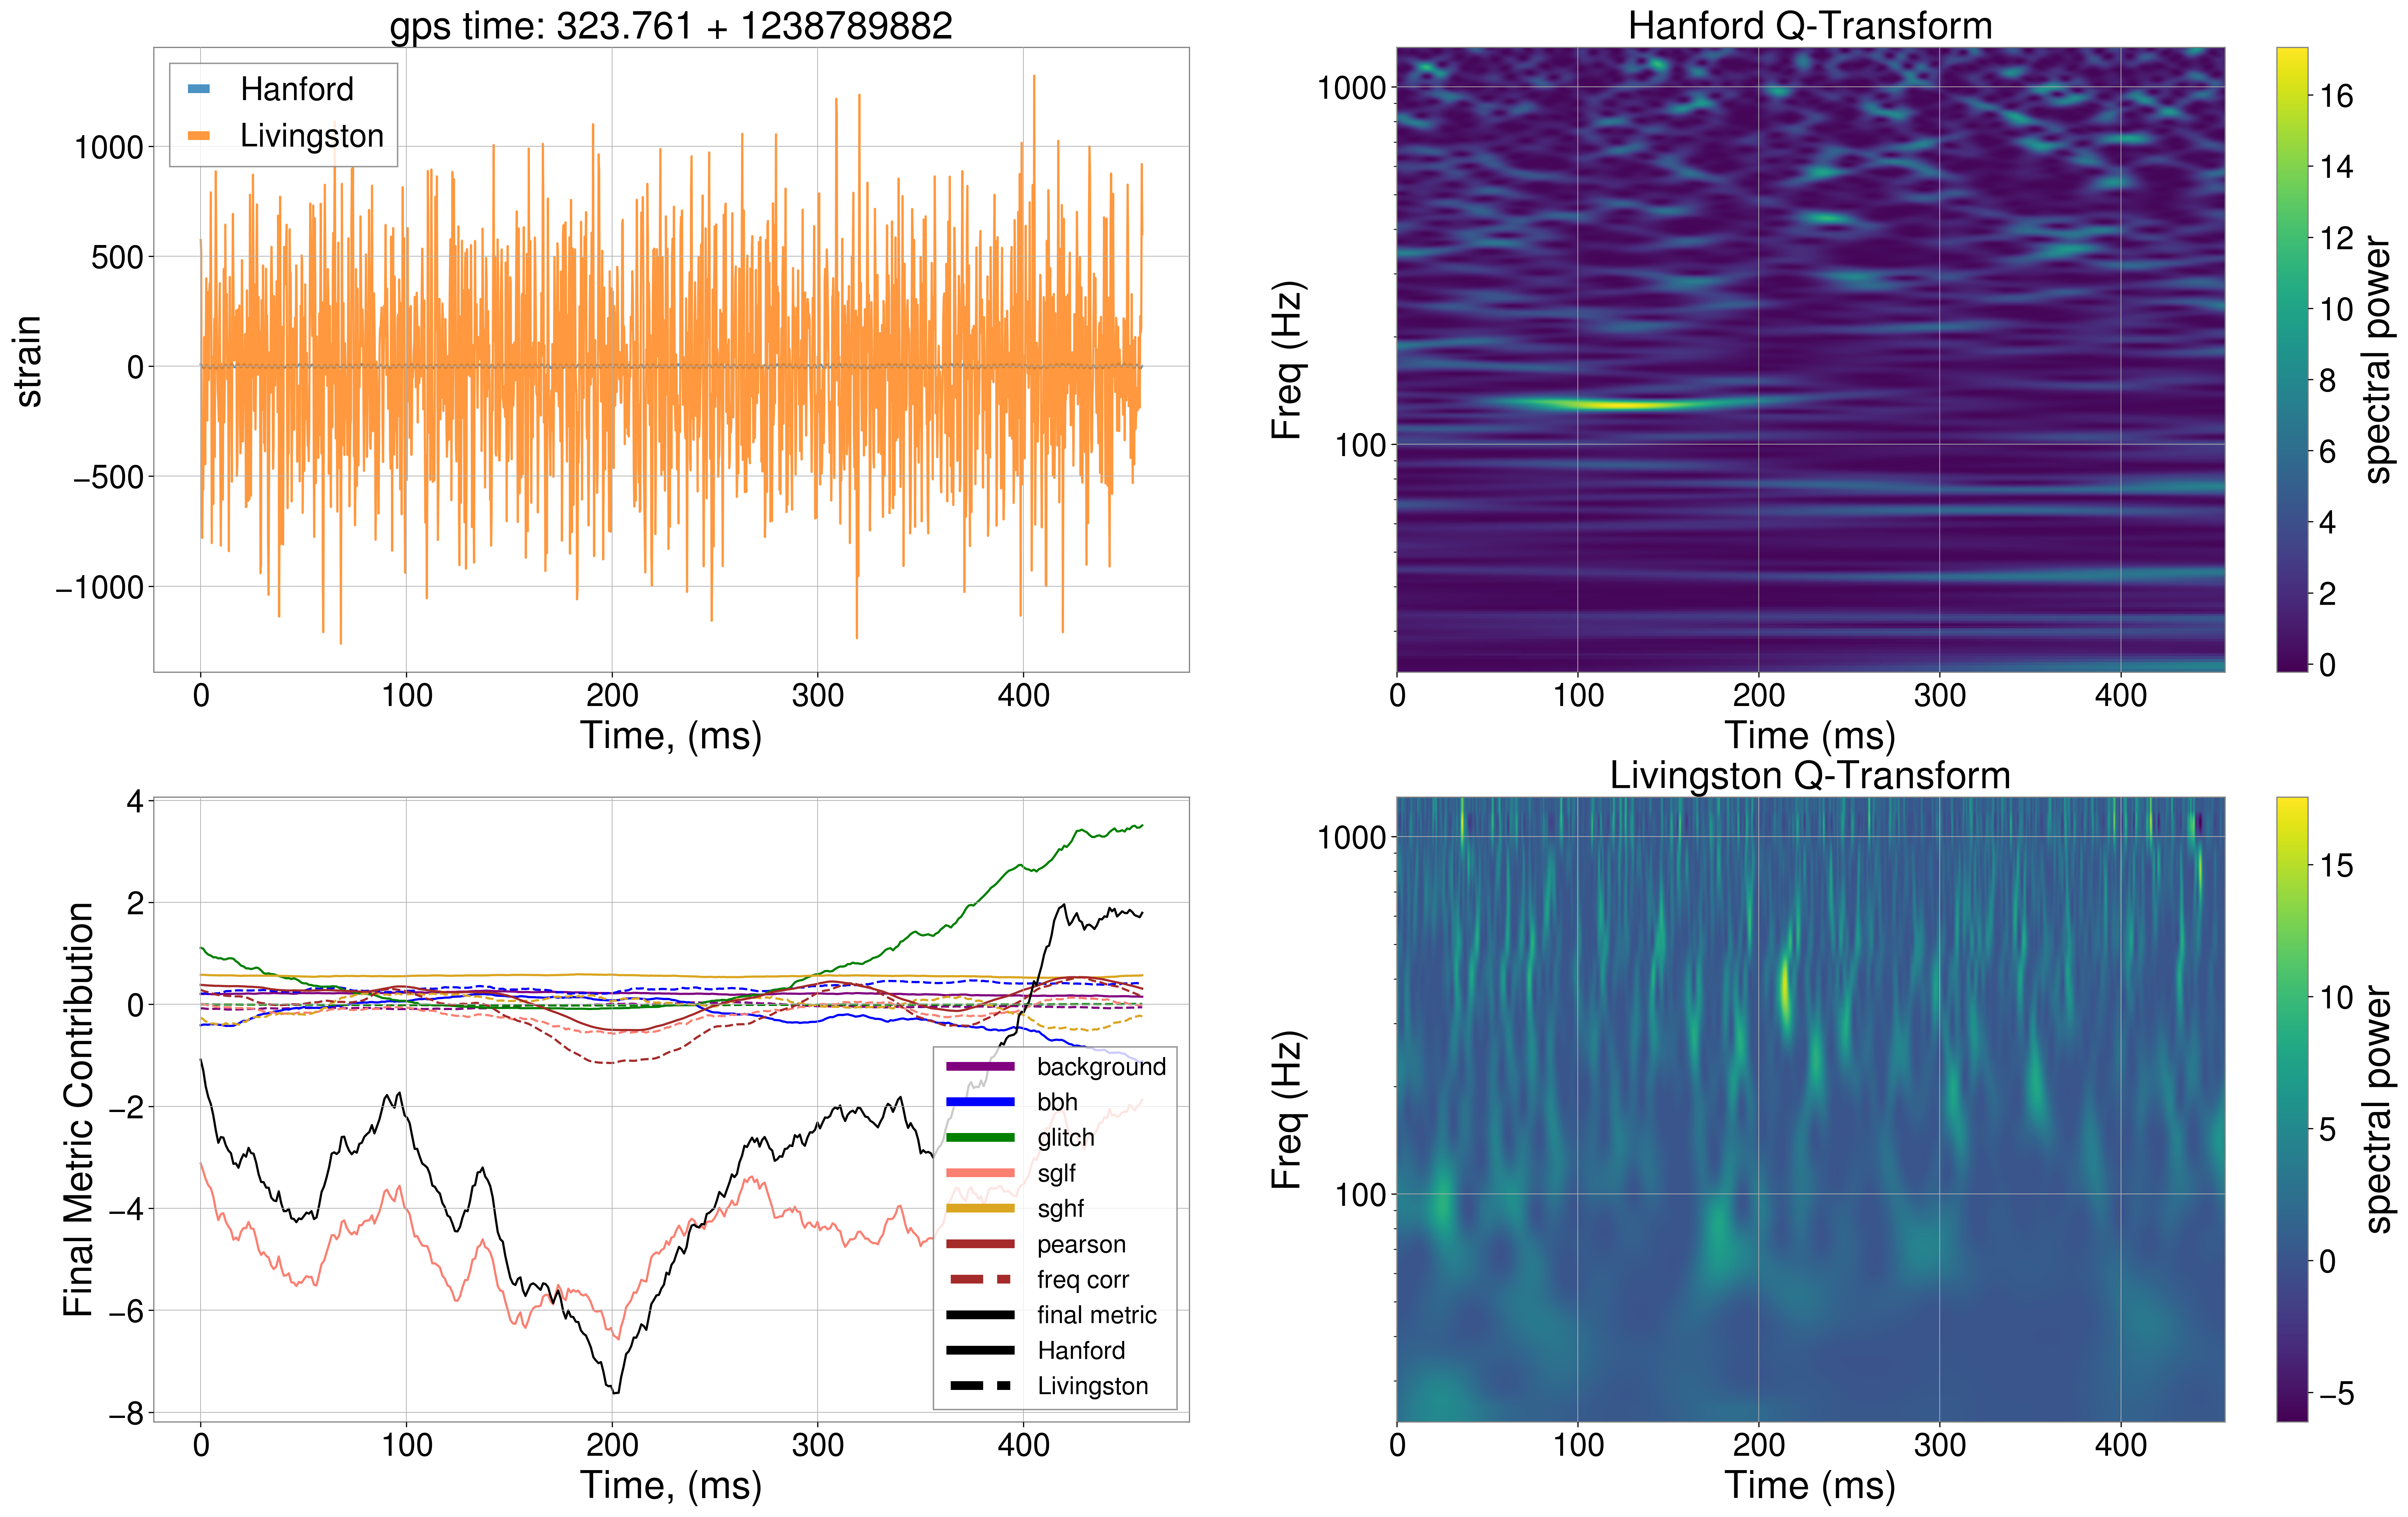 gps time: 323.761 + 1238789882
Hanford
Livingston
1000
500
0
−500
−1000
strain
0 100 200 300 400
Time, (ms)
Hanford Q-Transform
1000
100
Freq (Hz)
0 100 200 300 400
Time (ms)
16
14
12
10
8
6
4
2
0
spectral power
4
2
0
−2
−4
−6
−8
Final Metric Contribution
background
bbh
glitch
sglf
sghf
pearson
freq corr
final metric
Hanford
Livingston
0 100 200 300 400
Time, (ms)
Livingston Q-Transform
1000
100
Freq (Hz)
0 100 200 300 400
Time (ms)
15
10
5
0
−5
spectral power